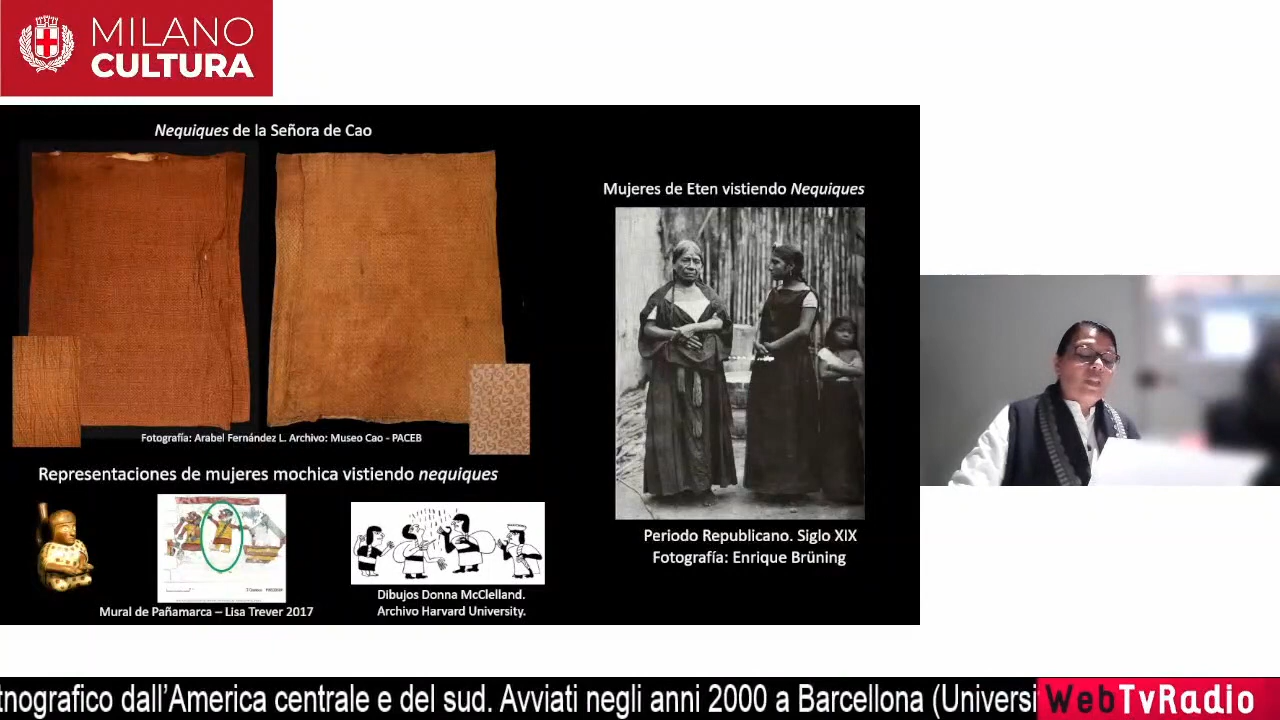 MILANO
CULTURA
Nequiques de la Señora de Cao
Fotografía: Arabel Fernández L. Archivo: Museo Cao - PACEB
Representaciones de mujeres mochica vistiendo nequiques
Mural de Pañamarca – Lisa Trever 2017
Dibujos Donna McClelland.
Archivo Harvard University.
Mujeres de Eten vistiendo Nequiques
Periodo Republicano. Siglo XIX
Fotografía: Enrique Brüning
tnografico dall'America centrale e del sud. Avviati negli anni 2000 a Barcellona (Universi
WebTvRadio